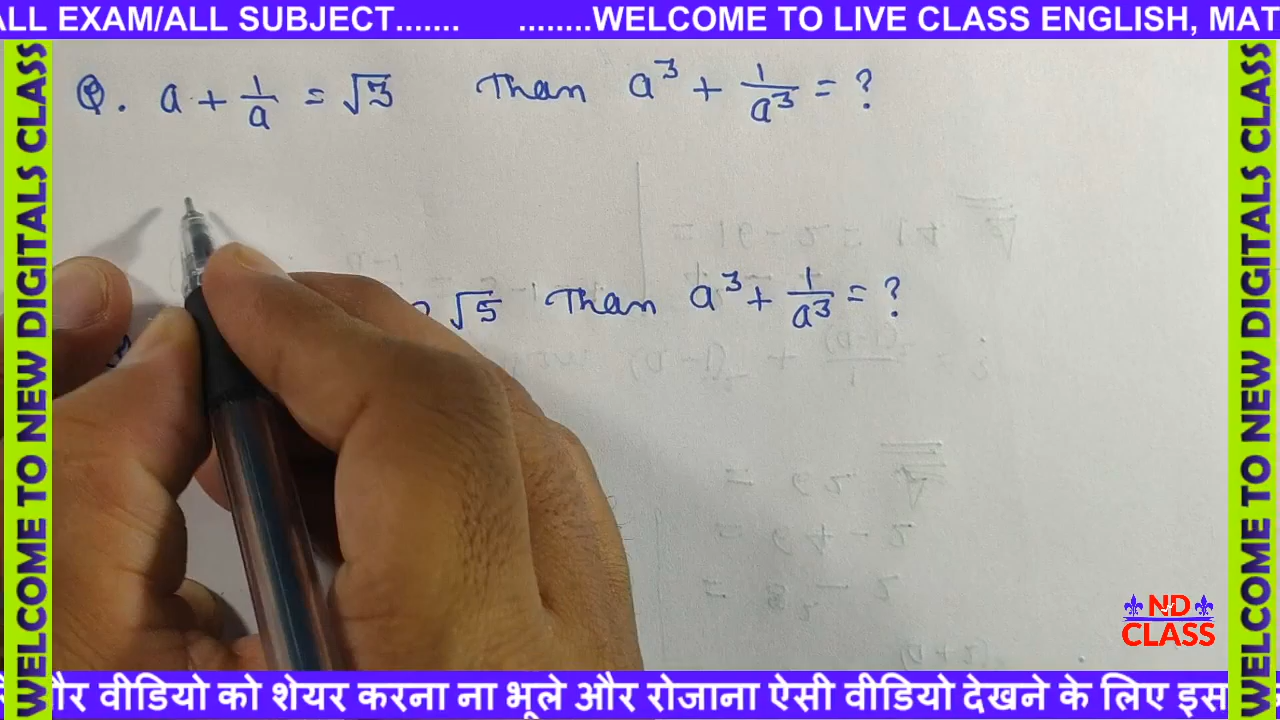 ALL EXAM/ALL SUBJECT....... ........WELCOME TO LIVE CLASS ENGLISH, MAT
WELCOME TO NEW DIGITALS CLASS
Q. a + 1/a = √3 Than a³ + 1/a³ = ?
√5 Than a³ + 1/a³ = ?
ND
CLASS
WELCOME TO NEW DIGITALS CLASS
और वीडियो को शेयर करना ना भूले और रोजाना ऐसी वीडियो देखने के लिए इस